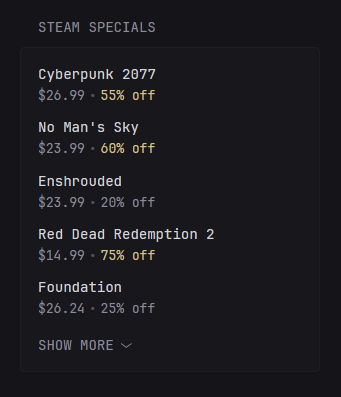 STEAM SPECIALS
Cyberpunk 2077
$26.99 • 55% off
No Man's Sky
$23.99 • 60% off
Enshrouded
$23.99 • 20% off
Red Dead Redemption 2
$14.99 • 75% off
Foundation
$26.24 • 25% off
SHOW MORE